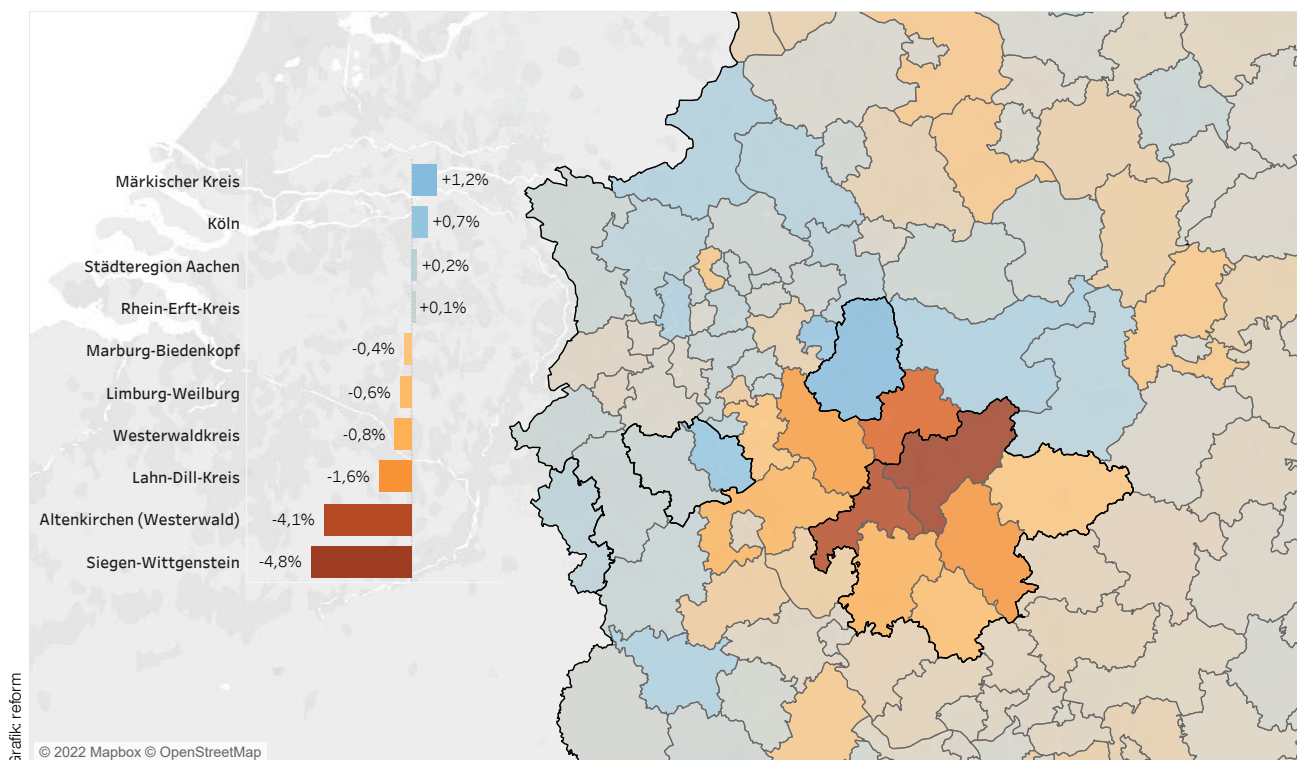 Märkischer Kreis +1,2%
Köln +0,7%
Städteregion Aachen +0,2%
Rhein-Erft-Kreis +0,1%
Marburg-Biedenkopf -0,4%
Limburg-Weilburg -0,6%
Westerwaldkreis -0,8%
Lahn-Dill-Kreis -1,6%
Altenkirchen (Westerwald) -4,1%
Siegen-Wittgenstein -4,8%
Grafik: reform
© 2022 Mapbox © OpenStreetMap